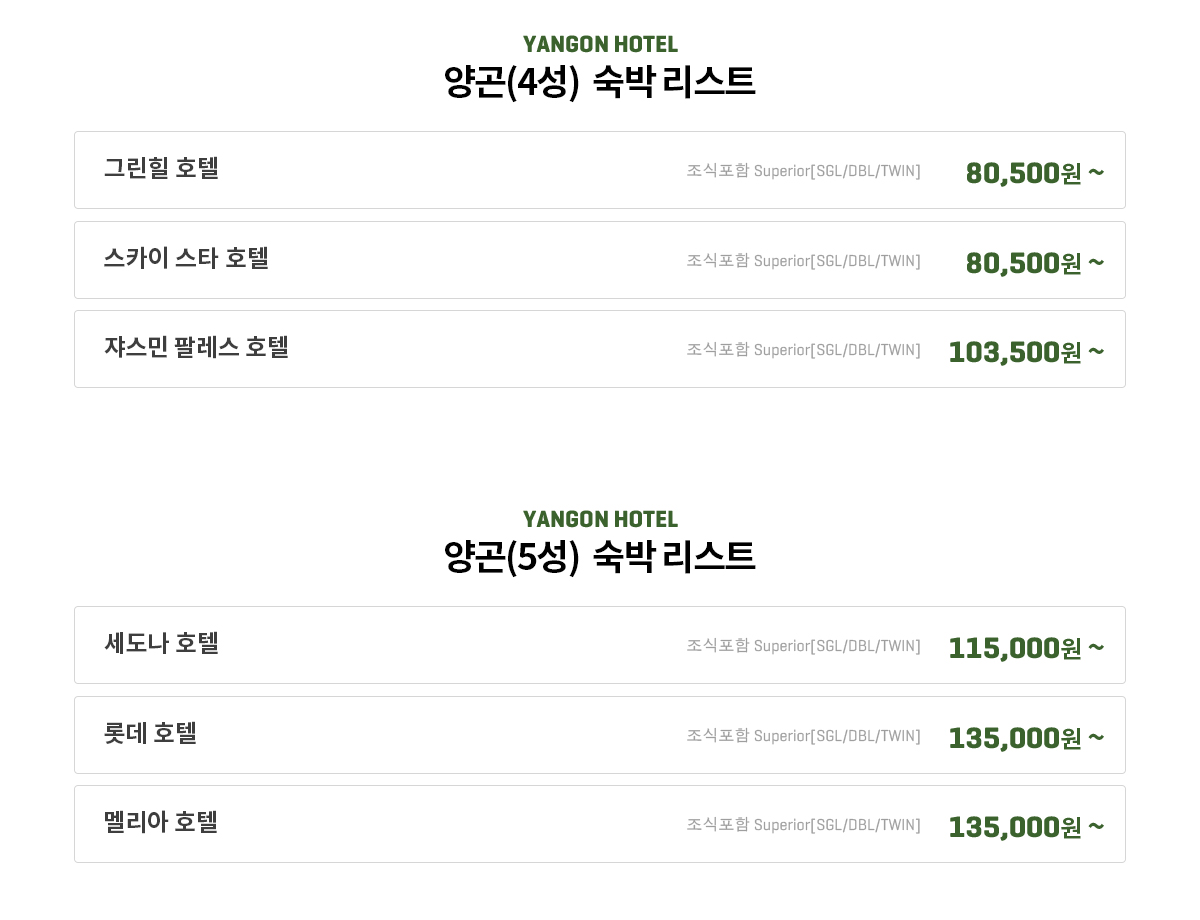 YANGON HOTEL
양곤(4성) 숙박 리스트
그린힐 호텔 조식포함 Superior[SGL/DBL/TWIN] 80,500원 ~
스카이 스타 호텔 조식포함 Superior[SGL/DBL/TWIN] 80,500원 ~
쟈스민 팔레스 호텔 조식포함 Superior[SGL/DBL/TWIN] 103,500원 ~
YANGON HOTEL
양곤(5성) 숙박 리스트
세도나 호텔 조식포함 Superior[SGL/DBL/TWIN] 115,000원 ~
롯데 호텔 조식포함 Superior[SGL/DBL/TWIN] 135,000원 ~
멜리아 호텔 조식포함 Superior[SGL/DBL/TWIN] 135,000원 ~